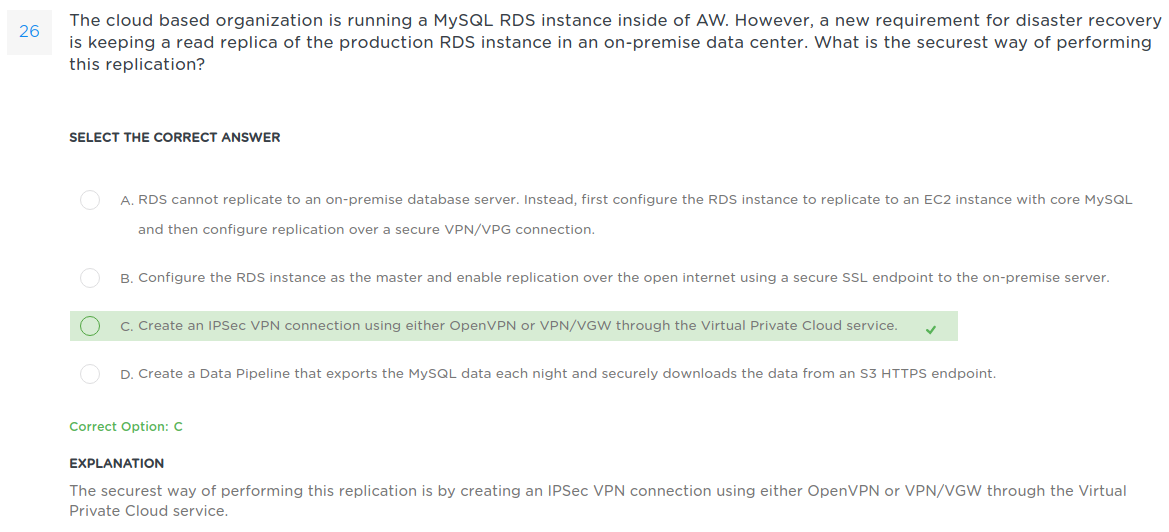 26
The cloud based organization is running a MySQL RDS instance inside of AW. However, a new requirement for disaster recovery
is keeping a read replica of the production RDS instance in an on-premise data center. What is the securest way of performing
this replication?
SELECT THE CORRECT ANSWER
A. RDS cannot replicate to an on-premise database server. Instead, first configure the RDS instance to replicate to an EC2 instance with core MySQL
and then configure replication over a secure VPN/VPG connection.
B. Configure the RDS instance as the master and enable replication over the open internet using a secure SSL endpoint to the on-premise server.
C. Create an IPSec VPN connection using either OpenVPN or VPN/VGW through the Virtual Private Cloud service.
D. Create a Data Pipeline that exports the MySQL data each night and securely downloads the data from an S3 HTTPS endpoint.
Correct Option: C
EXPLANATION
The securest way of performing this replication is by creating an IPSec VPN connection using either OpenVPN or VPN/VGW through the Virtual
Private Cloud service.